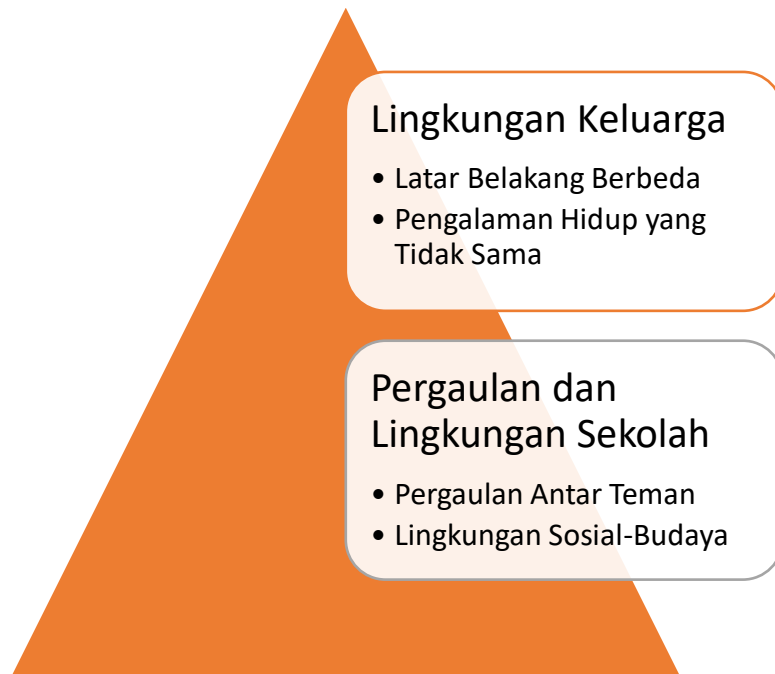 Lingkungan Keluarga
• Latar Belakang Berbeda
• Pengalaman Hidup yang
Tidak Sama
Pergaulan dan
Lingkungan Sekolah
• Pergaulan Antar Teman
• Lingkungan Sosial-Budaya